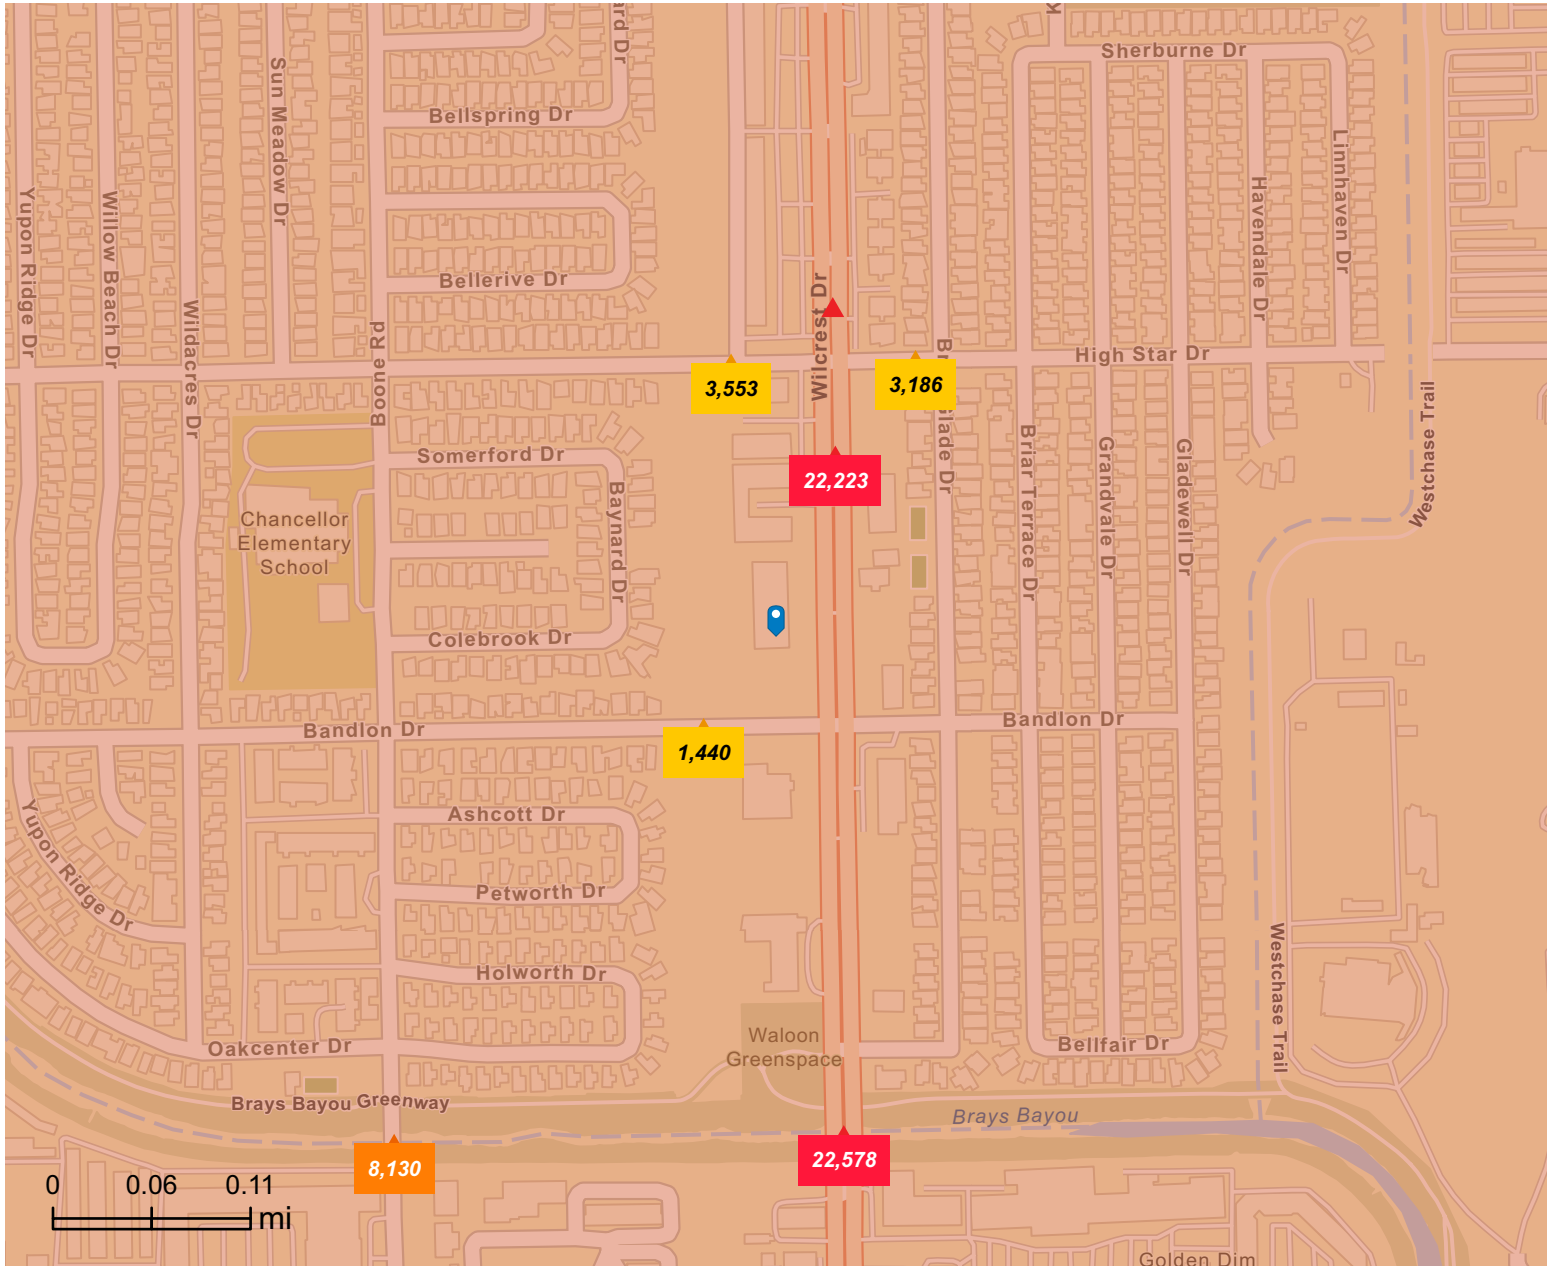 ard Dr
K
Sherburne Dr
Sun Meadow Dr
Bellspring Dr
Linnhaven Dr
Yupon Ridge Dr
Willow Beach Dr
Havendale Dr
Bellerive Dr
Wilcrest Dr
Wildacres Dr
Boone Rd
High Star Dr
3,553
3,186
Westchase Trail
Somerford Dr
22,223
Glade Dr
Briar Terrace Dr
Grandvale Dr
Gladewell Dr
Baynard Dr
Chancellor
Elementary
School
Colebrook Dr
Bandlon Dr
Bandlon Dr
1,440
Yupon Ridge Dr
Ashcott Dr
Petworth Dr
Holworth Dr
Westchase Trail
Waloon
Greenspace
Oakcenter Dr
Bellfair Dr
Brays Bayou Greenway
Brays Bayou
8,130
22,578
0 0.06 0.11
mi
Golden Dim